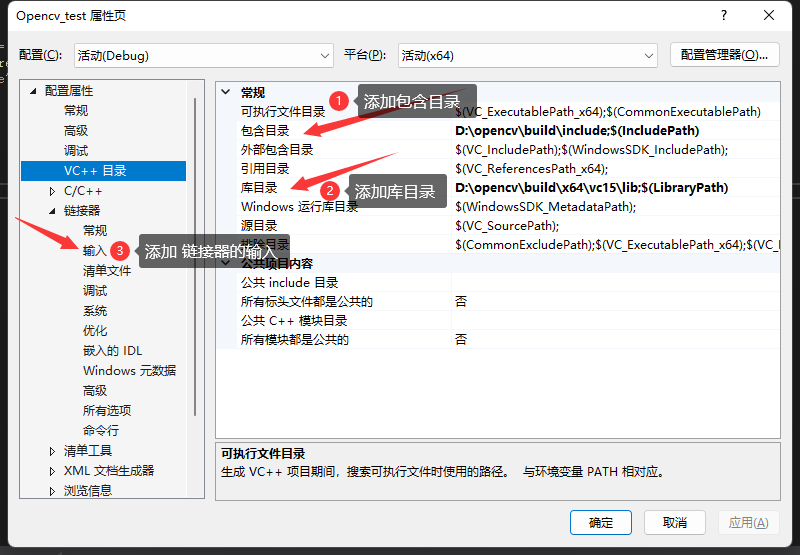 Opencv_test 属性页
配置(C): 活动(Debug) 平台(P): 活动(x64) 配置管理器(O)...
配置属性
常规
高级
调试
VC++ 目录
C/C++
链接器
常规
输入
清单文件
调试
系统
优化
嵌入的 IDL
Windows 元数据
高级
所有选项
命令行
清单工具
XML 文档生成器
浏览信息
3 添加 链接器的输入
常规
1 添加包含目录
可执行文件目录 $(VC_ExecutablePath_x64);$(CommonExecutablePath)
包含目录 D:\opencv\build\include;$(IncludePath)
外部包含目录 $(VC_IncludePath);$(WindowsSDK_IncludePath);
引用目录 $(VC_ReferencesPath_x64);
库目录 D:\opencv\build\x64\vc15\lib;$(LibraryPath)
2 添加库目录
Windows 运行库目录 $(WindowsSDK_MetadataPath);
源目录 $(VC_SourcePath);
排除目录 $(CommonExcludePath);$(VC_ExecutablePath_x64);$(VC_I
公共项目内容
公共 include 目录
所有标头文件都是公共的 否
公共 C++ 模块目录
所有模块都是公共的 否
可执行文件目录
生成 VC++ 项目期间，搜索可执行文件时使用的路径。 与环境变量 PATH 相对应。
确定 取消 应用(A)